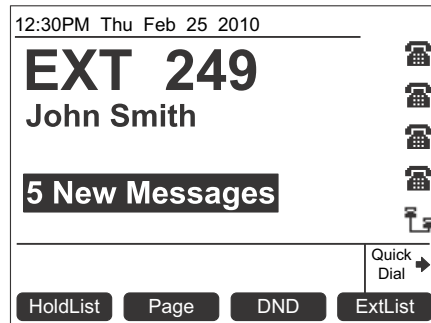 12:30PM Thu Feb 25 2010
EXT 249
John Smith
5 New Messages
Quick
Dial
HoldList Page DND ExtList